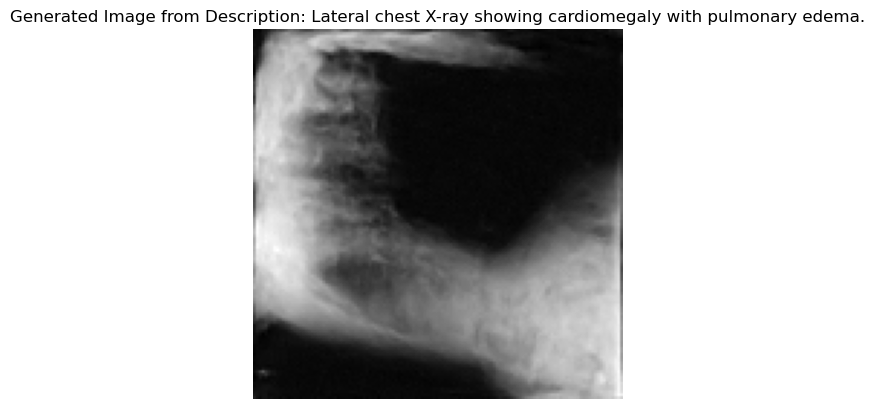 Generated Image from Description: Lateral chest X-ray showing cardiomegaly with pulmonary edema.